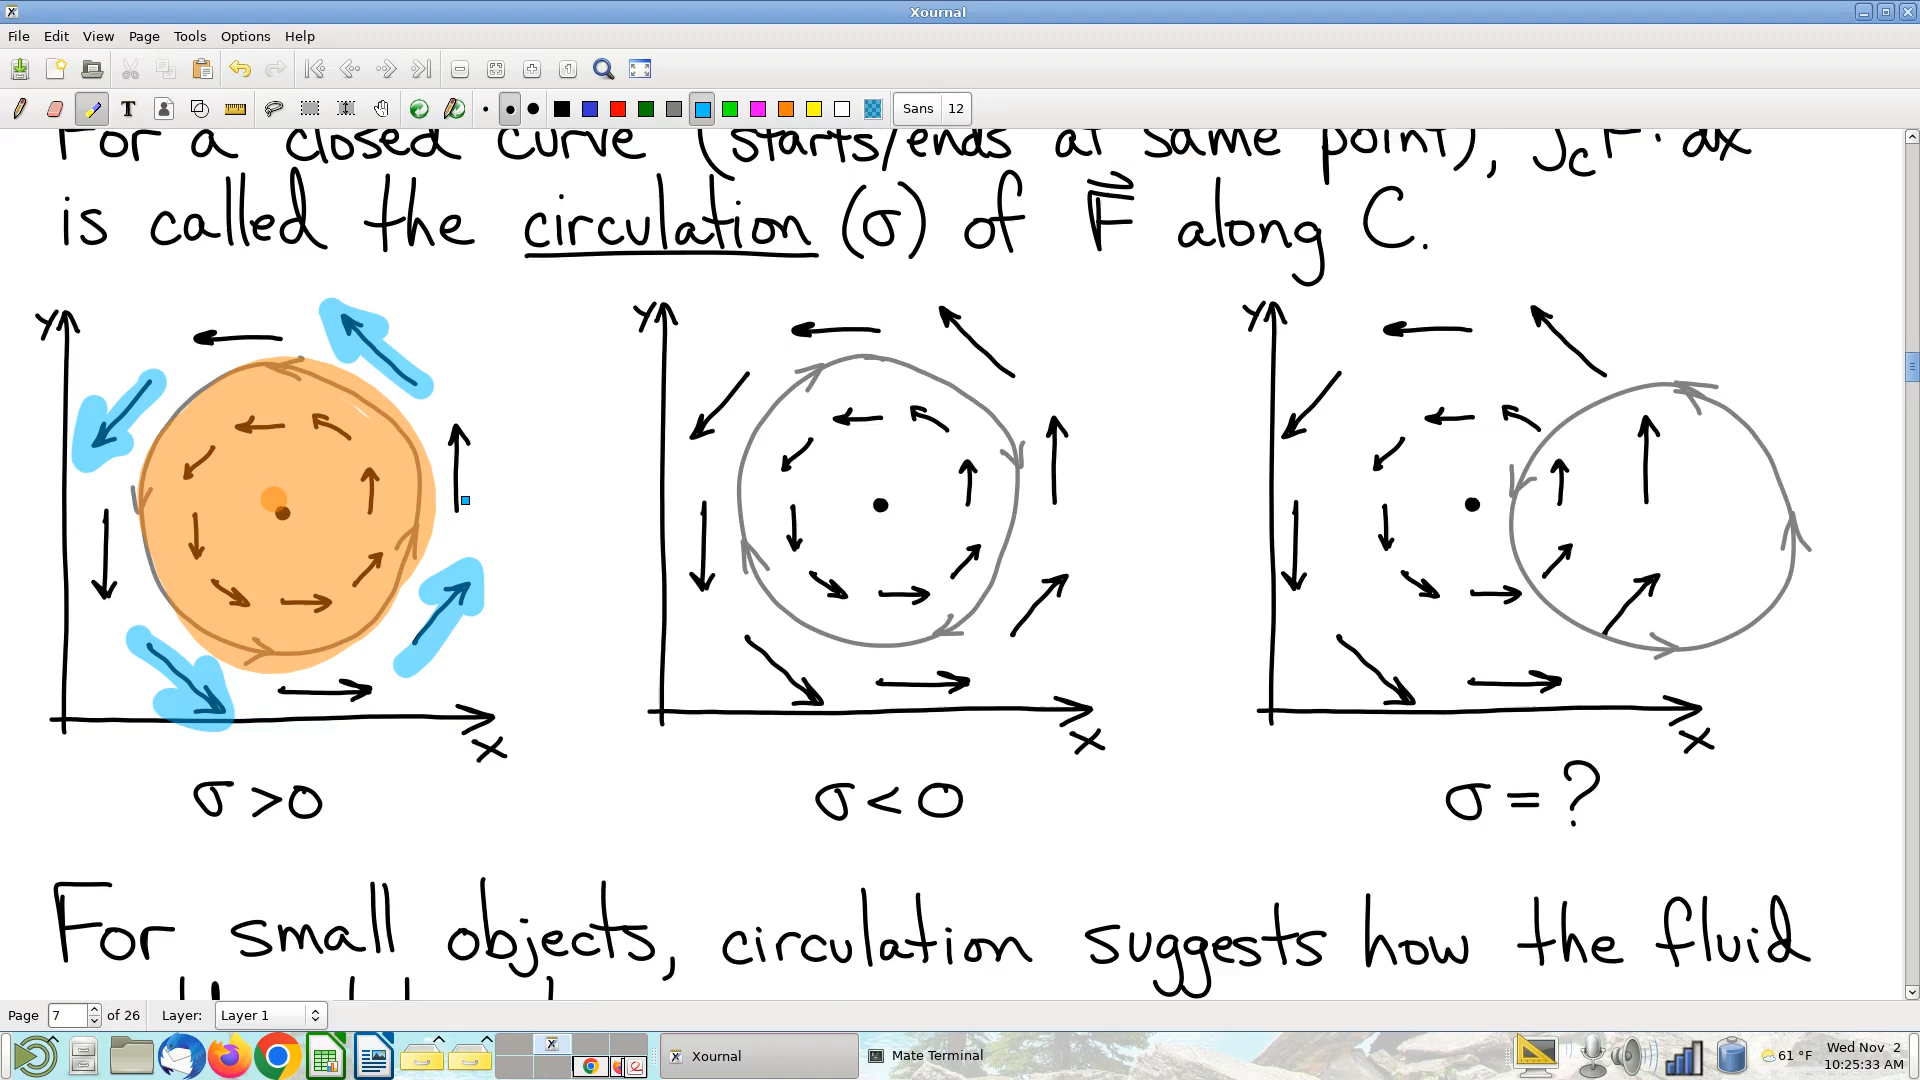 Xournal
File Edit View Page Tools Options Help
Sans 12
For a closed curve (starts/ends at same point), ∫c F · dx
is called the circulation (σ) of F⃗ along C.
y y y
x x x
σ > 0 σ < 0 σ = ?
For small objects, circulation suggests how the fluid
Page 7 of 26 Layer: Layer 1
Xournal Mate Terminal 61 °F Wed Nov 2
10:25:33 AM